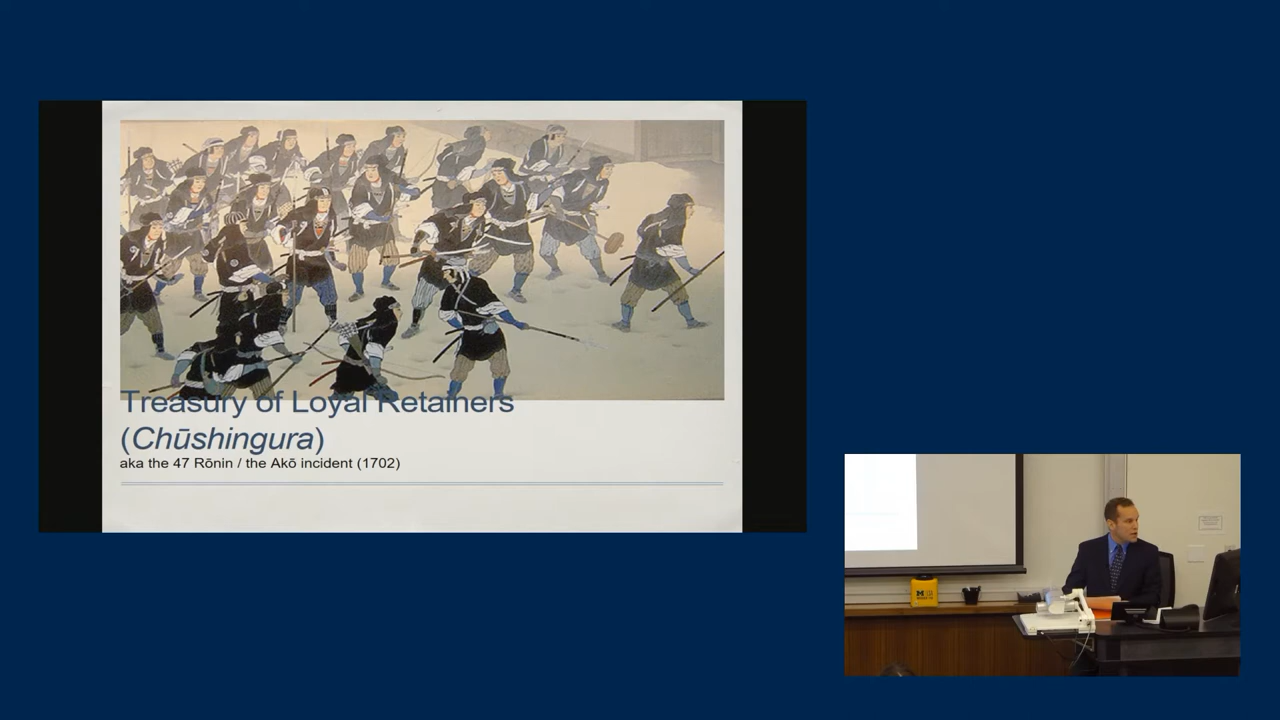 Treasury of Loyal Retainers
(Chūshingura)
aka the 47 Rōnin / the Akō incident (1702)